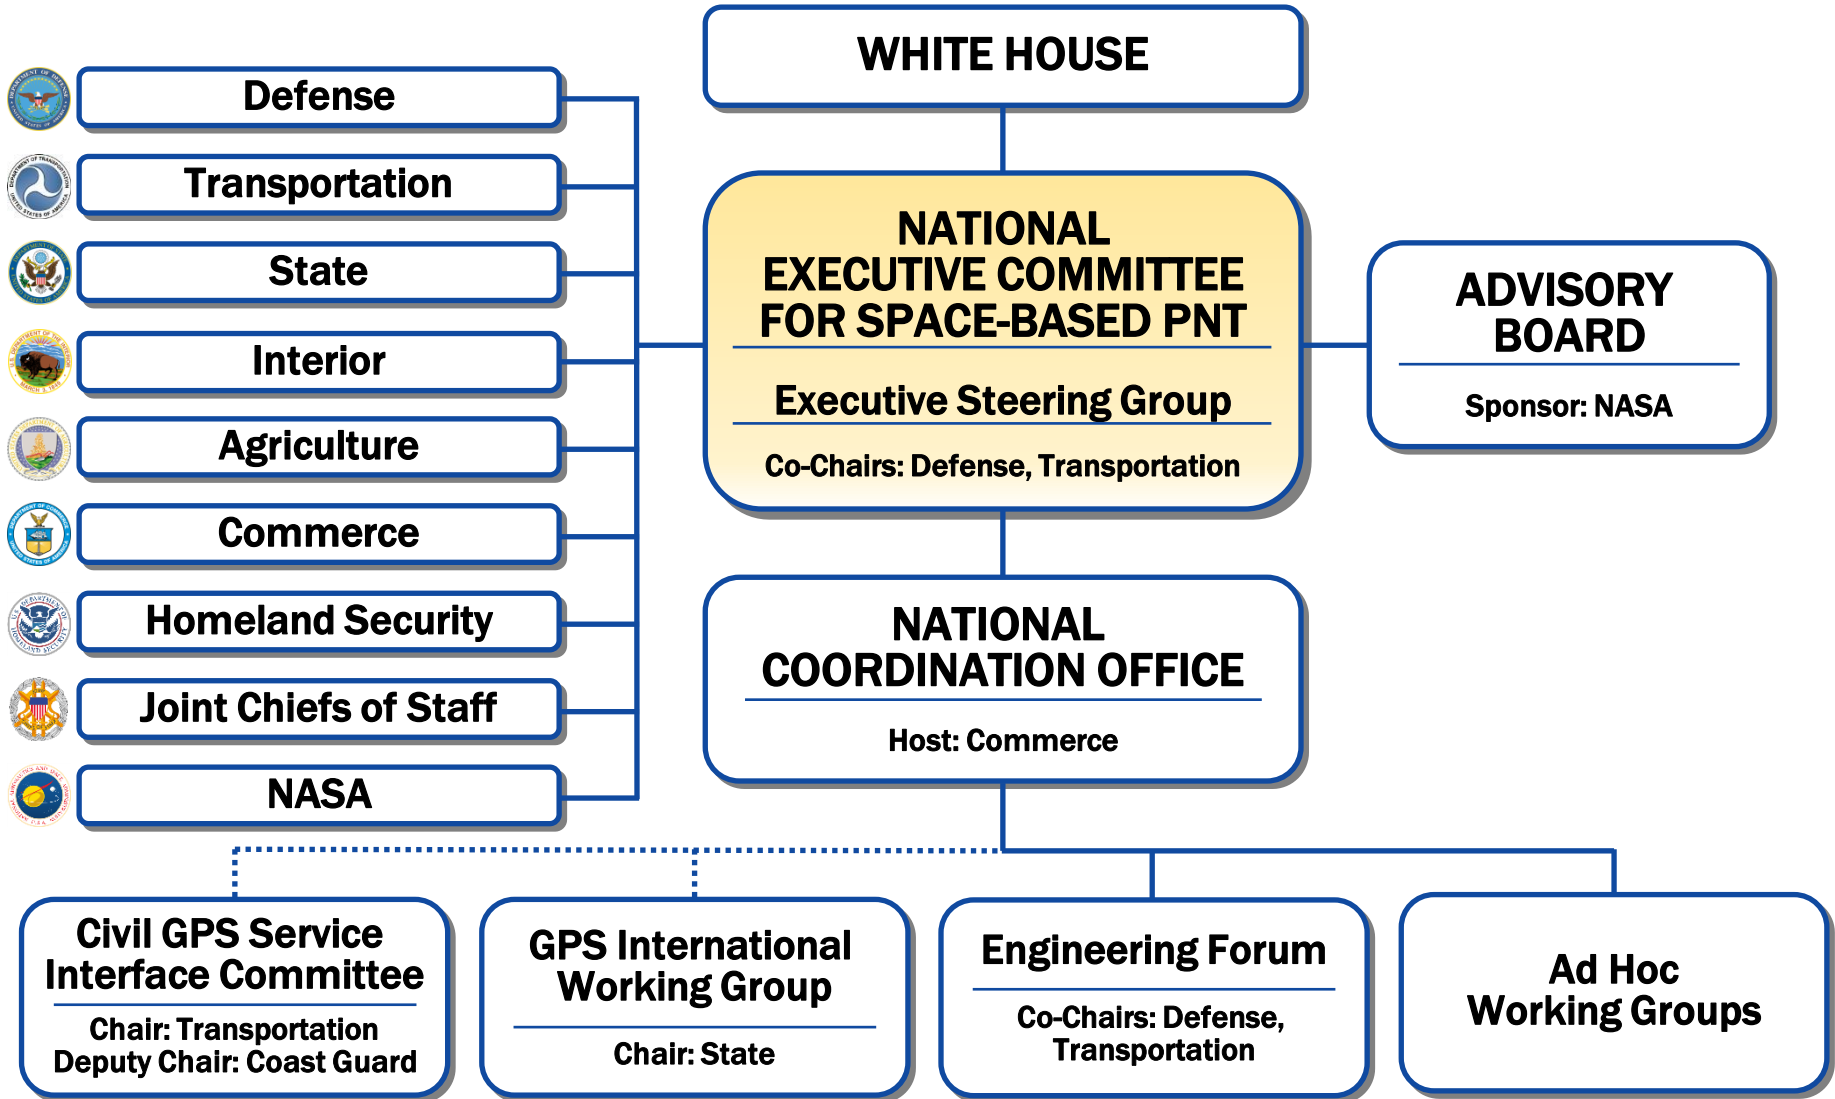 WHITE HOUSE
Defense
Transportation
State
Interior
Agriculture
Commerce
Homeland Security
Joint Chiefs of Staff
NASA
NATIONAL
EXECUTIVE COMMITTEE
FOR SPACE-BASED PNT
Executive Steering Group
Co-Chairs: Defense, Transportation
ADVISORY
BOARD
Sponsor: NASA
NATIONAL
COORDINATION OFFICE
Host: Commerce
Civil GPS Service
Interface Committee
Chair: Transportation
Deputy Chair: Coast Guard
GPS International
Working Group
Chair: State
Engineering Forum
Co-Chairs: Defense,
Transportation
Ad Hoc
Working Groups